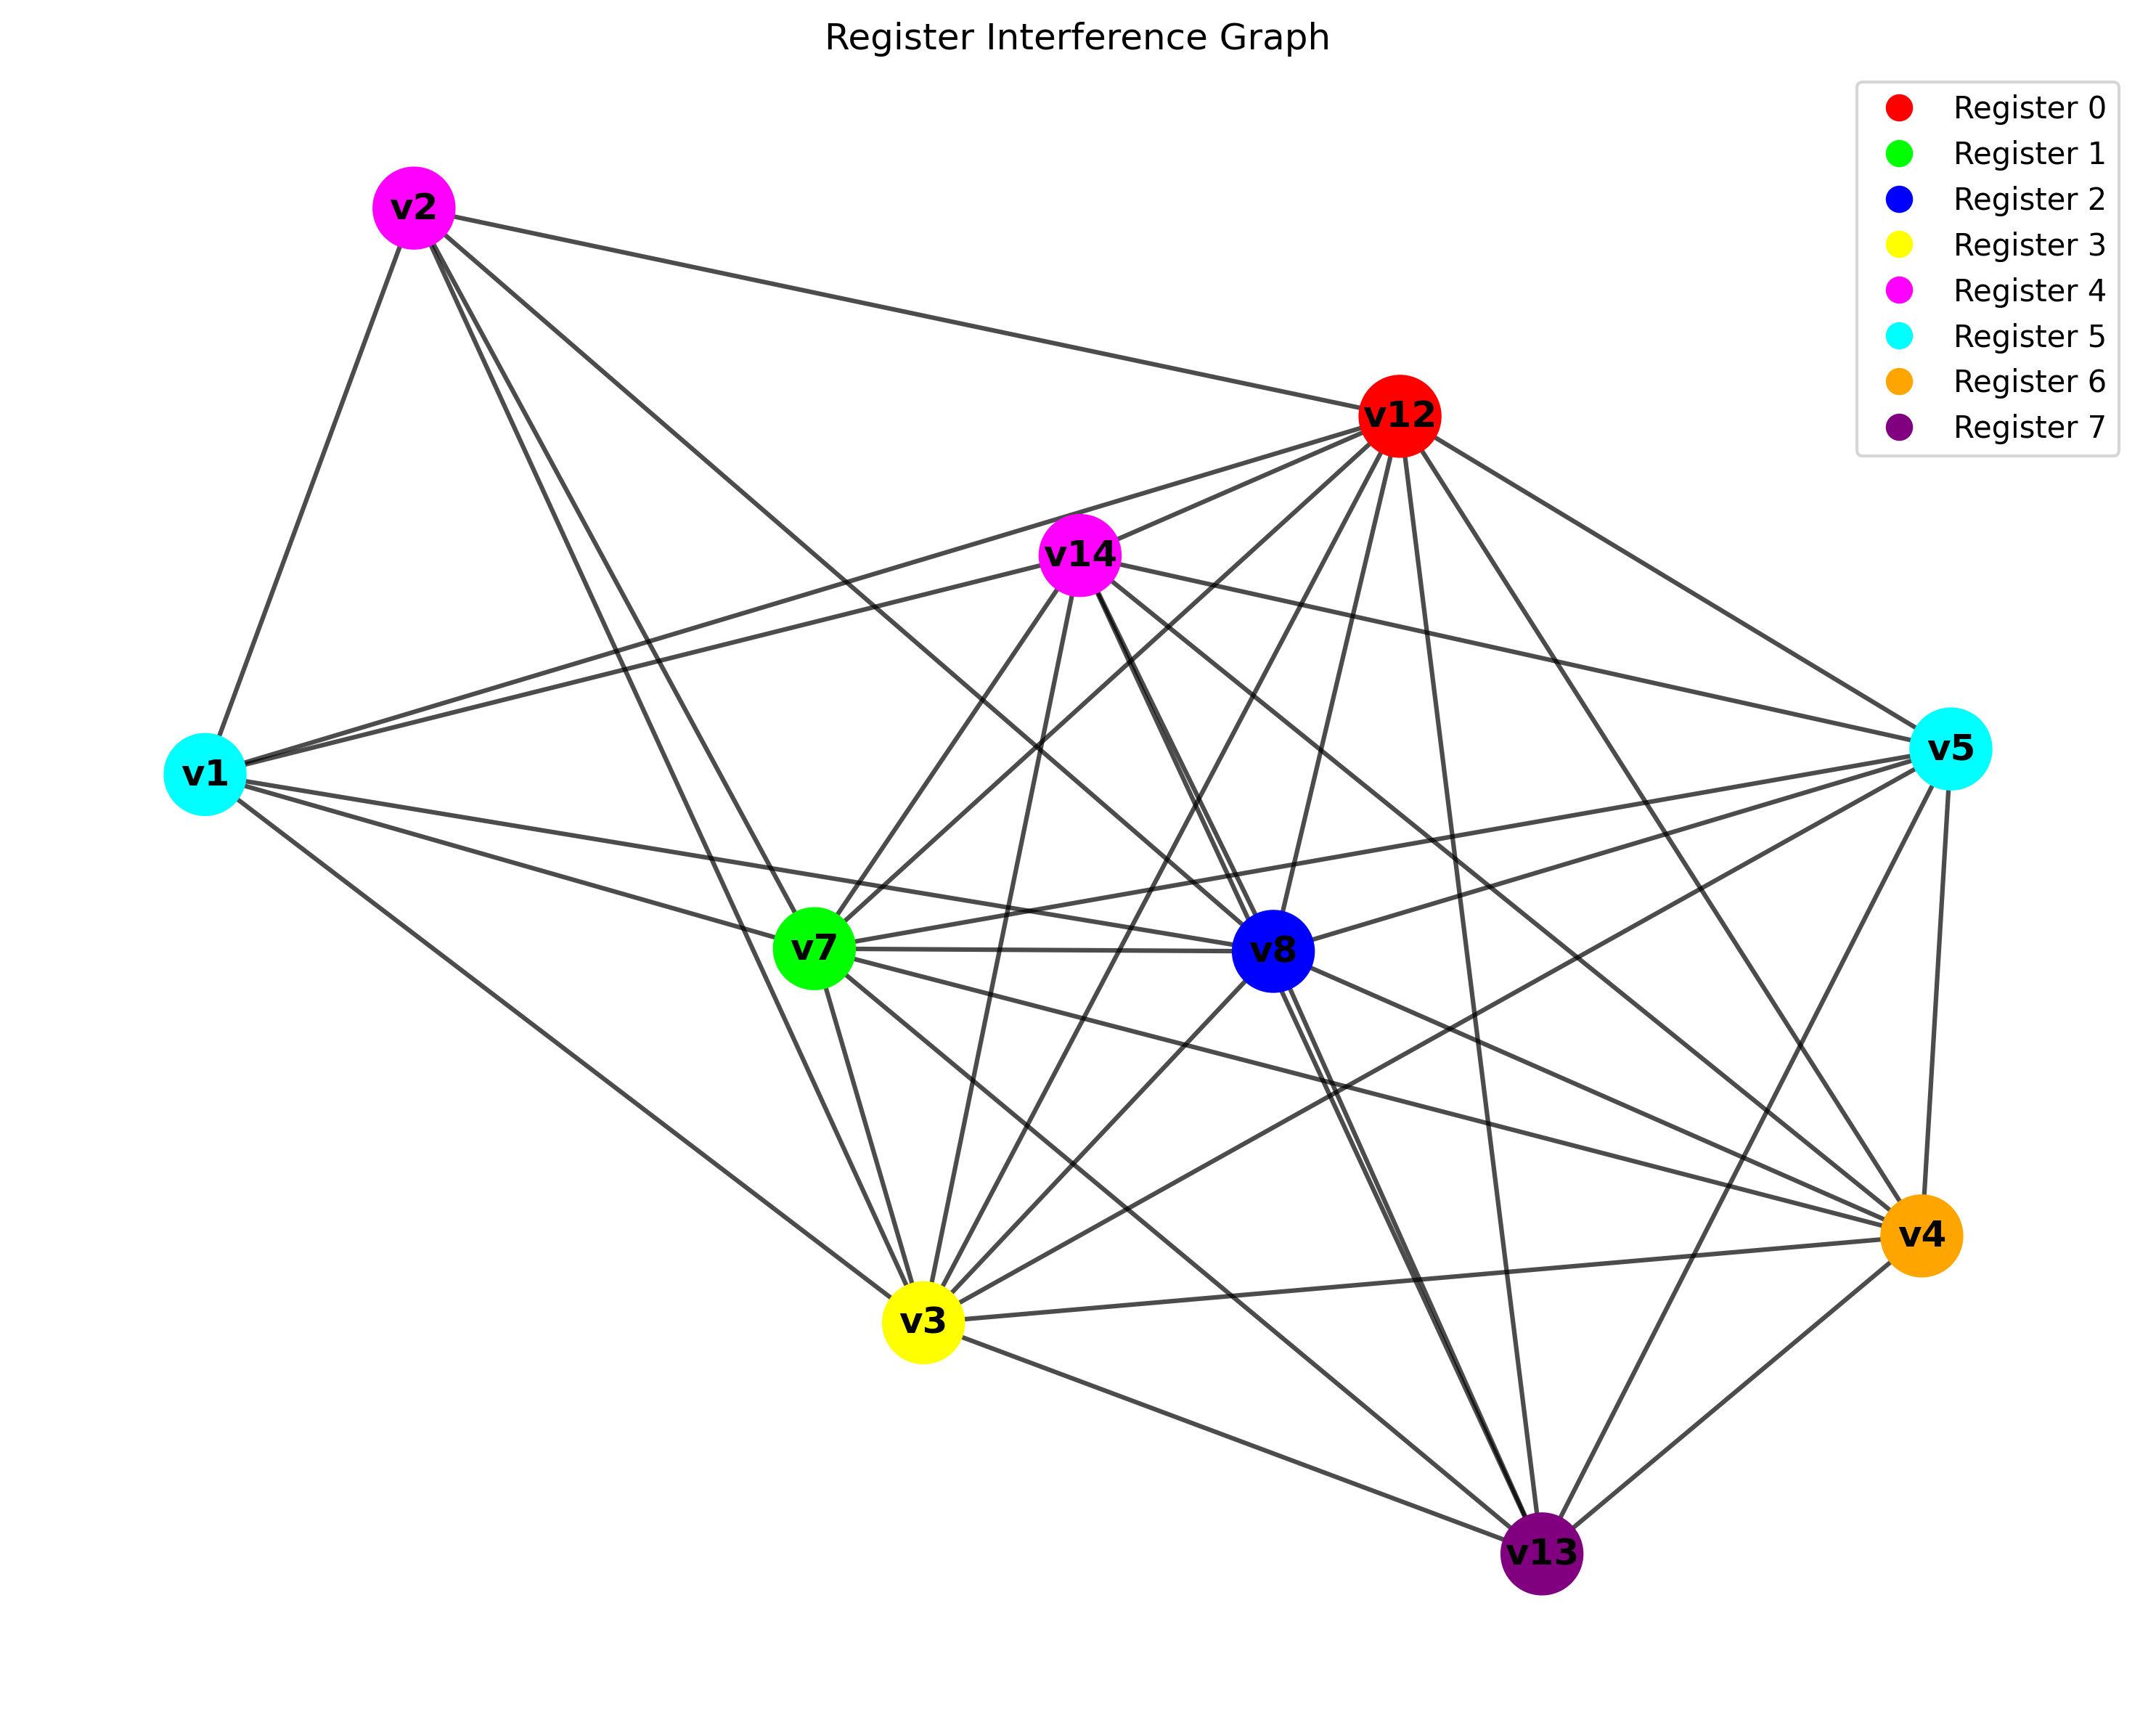 Register Interference Graph
Register 0
Register 1
Register 2
Register 3
Register 4
Register 5
Register 6
Register 7
v2
v12
v14
v5
v1
v7
v8
v4
v3
v13